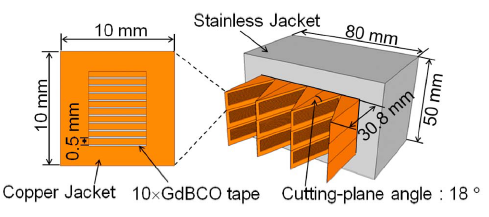 Stainless Jacket
10 mm
80 mm
10 mm
0.5 mm
50 mm
30.8 mm
Copper Jacket
10×GdBCO tape
Cutting-plane angle : 18 °